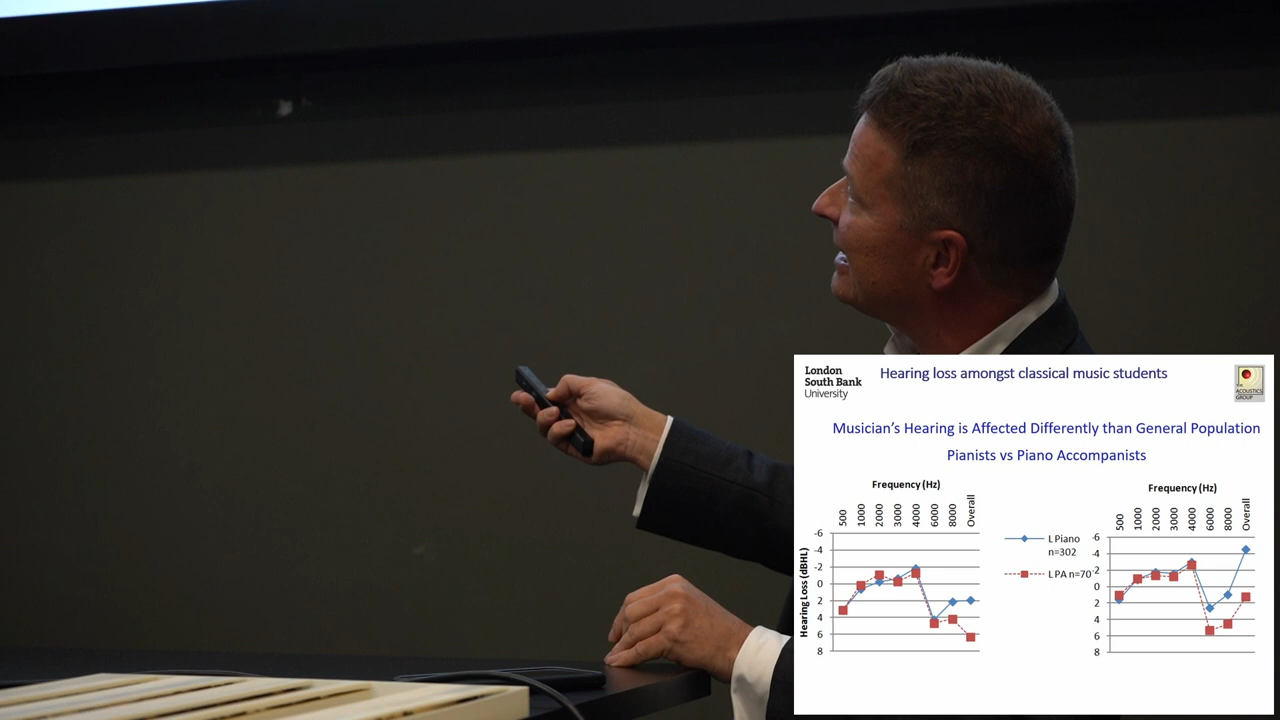 London
South Bank
University
Hearing loss amongst classical music students
THE
ACOUSTICS
GROUP
Musician's Hearing is Affected Differently than General Population
Pianists vs Piano Accompanists
Frequency (Hz)
500 1000 2000 3000 4000 6000 8000 Overall
Hearing Loss (dBHL)
-6
-4
-2
0
2
4
6
8
L Piano
n=302
L PA n=70
Frequency (Hz)
500 1000 2000 3000 4000 6000 8000 Overall
-6
-4
-2
0
2
4
6
8